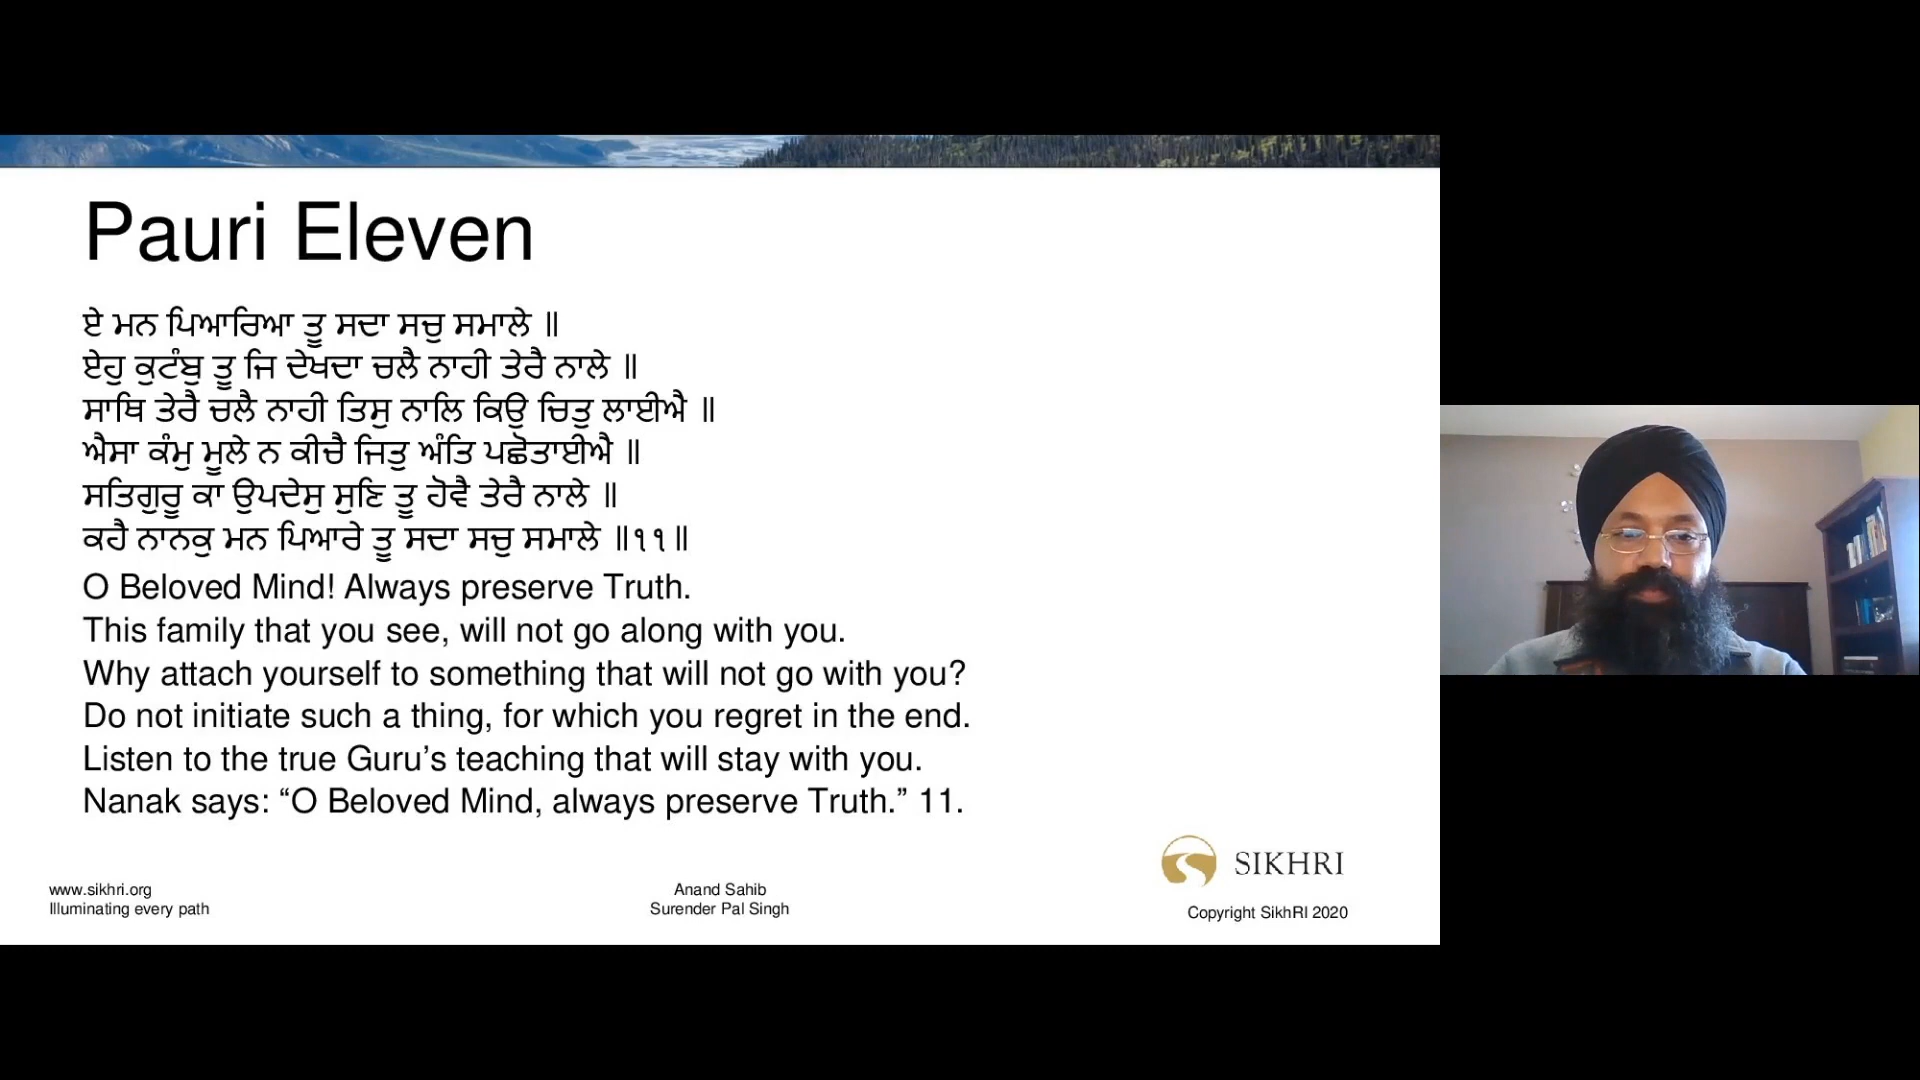 Pauri Eleven
ਏ ਮਨ ਪਿਆਰਿਆ ਤੂ ਸਦਾ ਸਚੁ ਸਮਾਲੇ ॥
ਏਹੁ ਕੁਟੰਬੁ ਤੂ ਜਿ ਦੇਖਦਾ ਚਲੈ ਨਾਹੀ ਤੇਰੈ ਨਾਲੇ ॥
ਸਾਥਿ ਤੇਰੈ ਚਲੈ ਨਾਹੀ ਤਿਸੁ ਨਾਲਿ ਕਿਉ ਚਿਤੁ ਲਾਈਐ ॥
ਐਸਾ ਕੰਮੁ ਮੂਲੇ ਨ ਕੀਚੈ ਜਿਤੁ ਅੰਤਿ ਪਛੋਤਾਈਐ ॥
ਸਤਿਗੁਰੂ ਕਾ ਉਪਦੇਸੁ ਸੁਣਿ ਤੂ ਹੋਵੈ ਤੇਰੈ ਨਾਲੇ ॥
ਕਹੈ ਨਾਨਕੁ ਮਨ ਪਿਆਰੇ ਤੂ ਸਦਾ ਸਚੁ ਸਮਾਲੇ ॥੧੧॥
O Beloved Mind! Always preserve Truth.
This family that you see, will not go along with you.
Why attach yourself to something that will not go with you?
Do not initiate such a thing, for which you regret in the end.
Listen to the true Guru’s teaching that will stay with you.
Nanak says: “O Beloved Mind, always preserve Truth.” 11.
www.sikhri.org
Illuminating every path
Anand Sahib
Surender Pal Singh
SIKHRI
Copyright SikhRI 2020